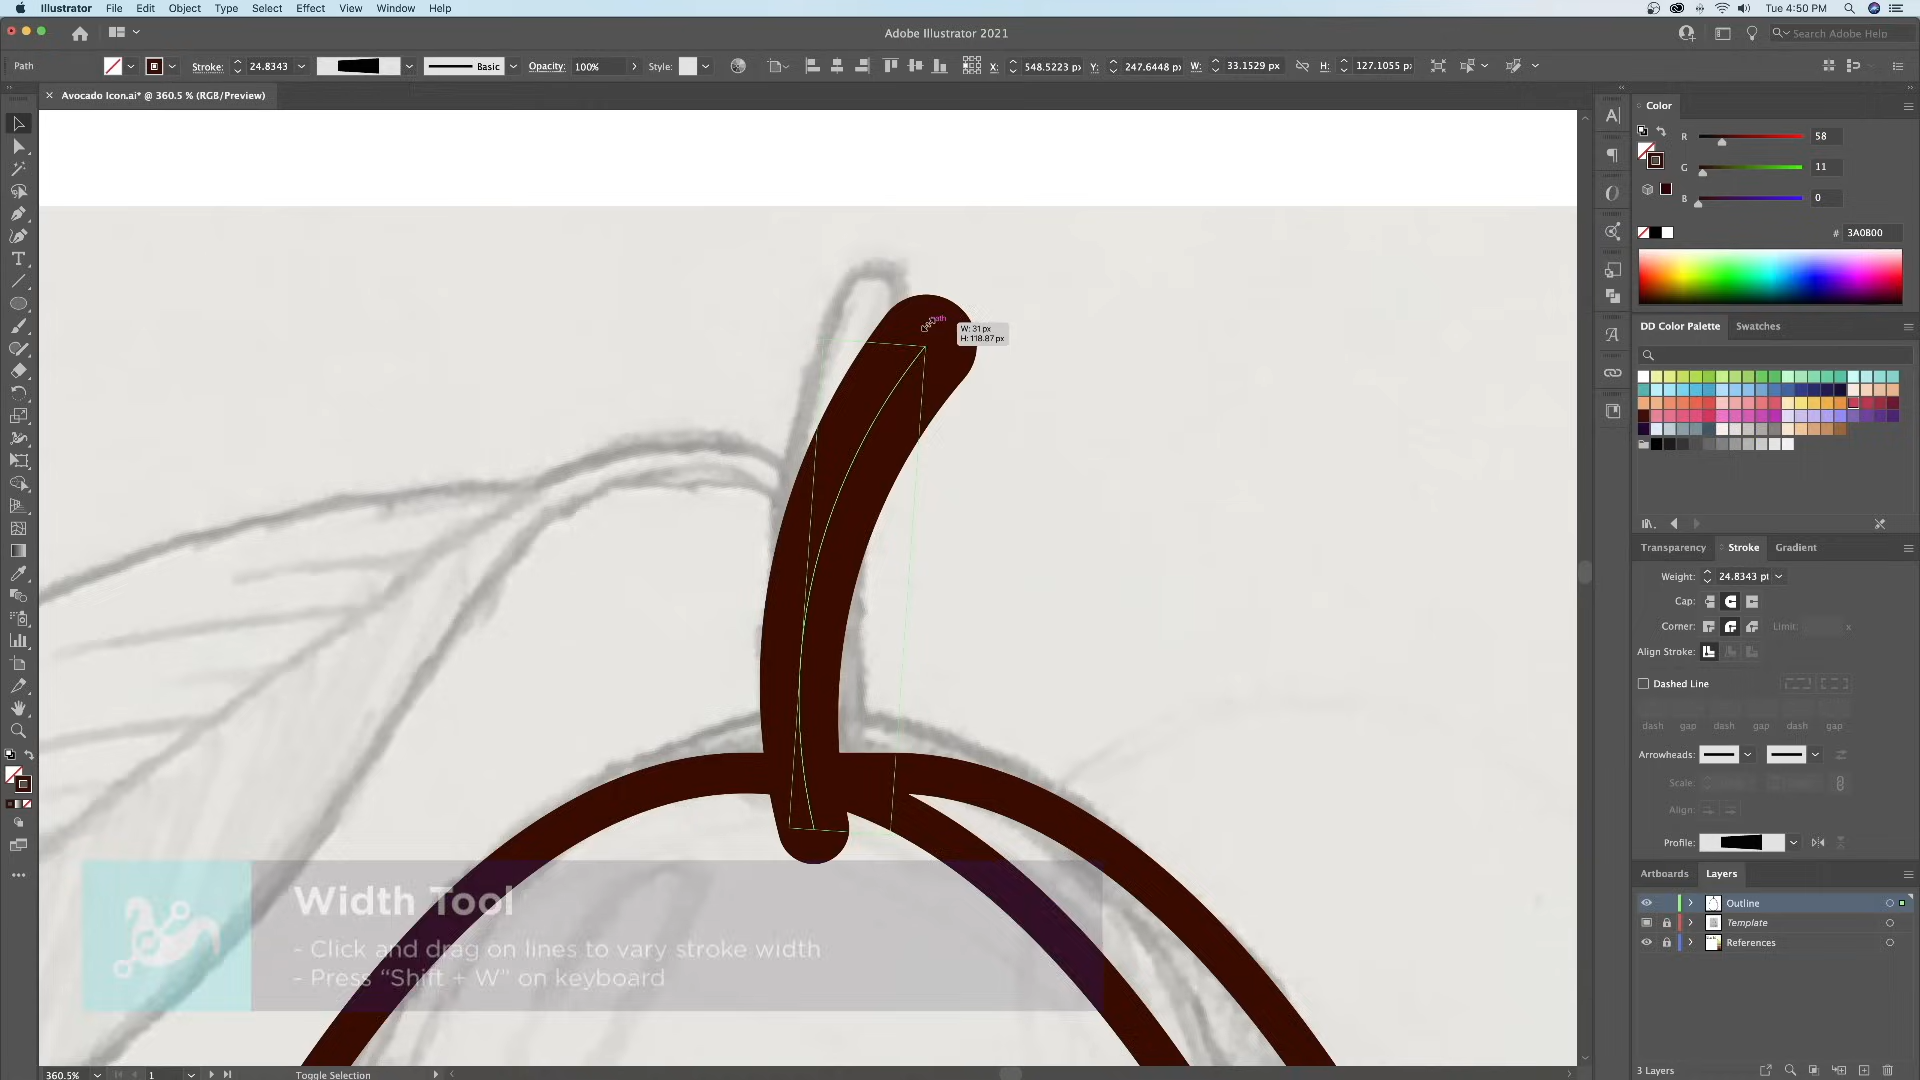 Illustrator File Edit Object Type Select Effect View Window Help
Tue 4:50 PM
Adobe Illustrator 2021
Search Adobe Help
Path
Stroke: 24.8343
Basic
Opacity: 100%
Style:
X: 548.5223 px
Y: 247.6448 px
W: 33.1529 px
H: 127.1055 px
Avocado Icon.ai* @ 360.5 % (RGB/Preview)
Color
R 58
G 11
B 0
# 3A0B00
W: 31 px
H: 118.87 px
DD Color Palette Swatches
Transparency Stroke Gradient
Weight: 24.8343 pt
Cap:
Corner: Limit: x
Align Stroke:
Dashed Line
dash gap dash gap dash gap
Arrowheads:
Scale:
Align:
Profile:
Artboards Layers
Outline
Template
References
3 Layers
Width Tool
- Click and drag on lines to vary stroke width
- Press “Shift + W” on keyboard
360.5% 1 Toggle Selection